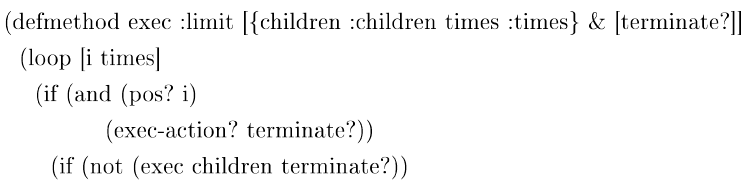 (defmethod exec :limit [{children :children times :times} & [terminate?]]
(loop [i times]
(if (and (pos? i)
(exec-action? terminate?))
(if (not (exec children terminate?))